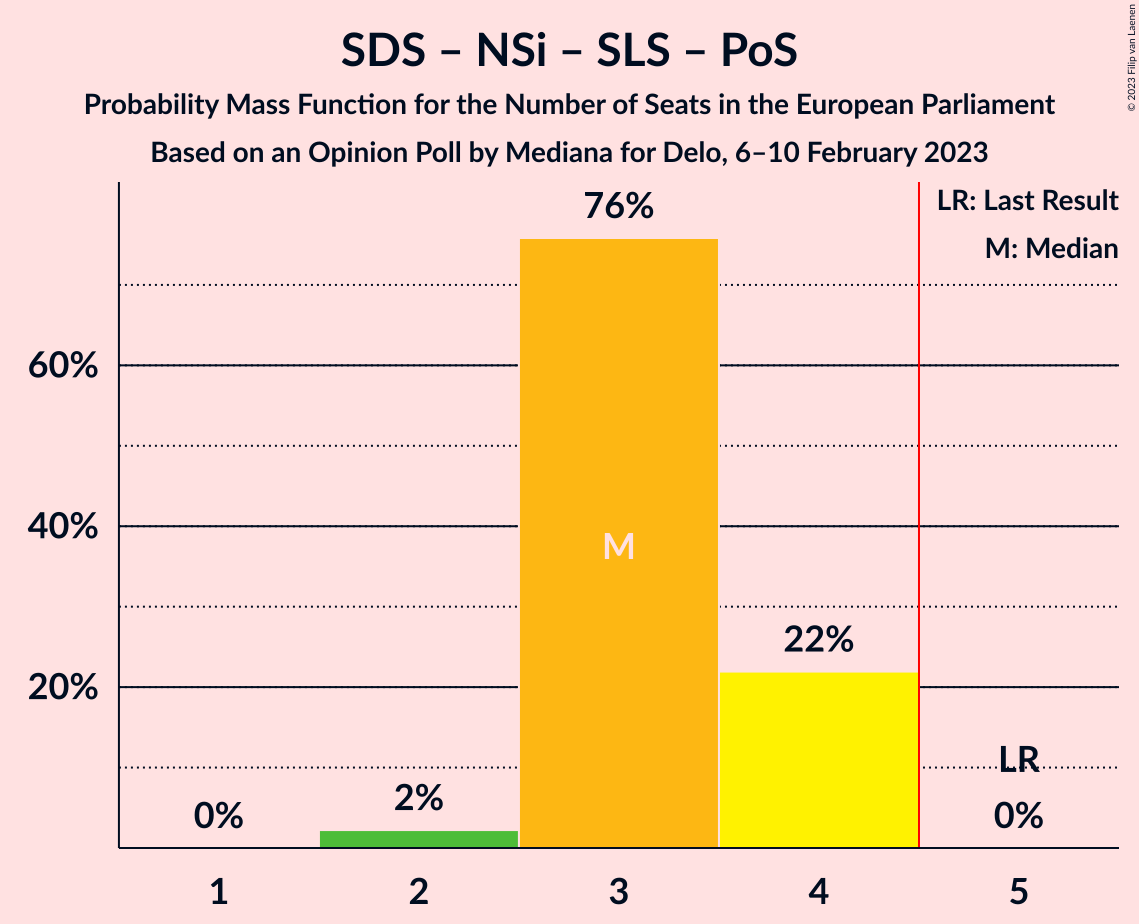 SDS – NSi – SLS – PoS
Probability Mass Function for the Number of Seats in the European Parliament
Based on an Opinion Poll by Mediana for Delo, 6–10 February 2023
© 2023 Filip van Laenen
LR: Last Result
M: Median
76%
60%
M
40%
22%
20%
LR
2%
0%
0%
1 2 3 4 5